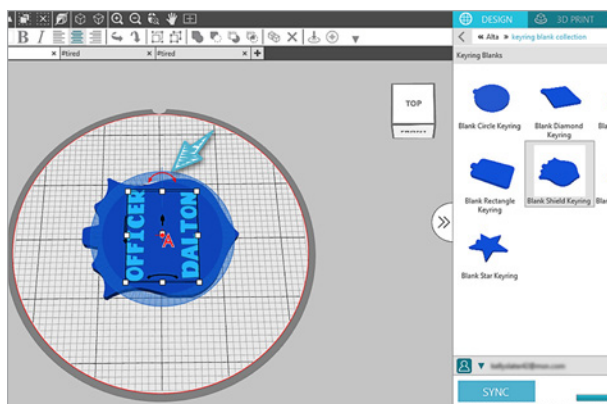 DESIGN
3D PRINT
B I
Alta » keyring blank collection
#tired
#tired
Keyring Blanks
TOP
FRONT
Blank Circle Keyring
Blank Diamond Keyring
Blank Rectangle Keyring
Blank Shield Keyring
Blank Star Keyring
OFFICER
DALTON
A
SYNC